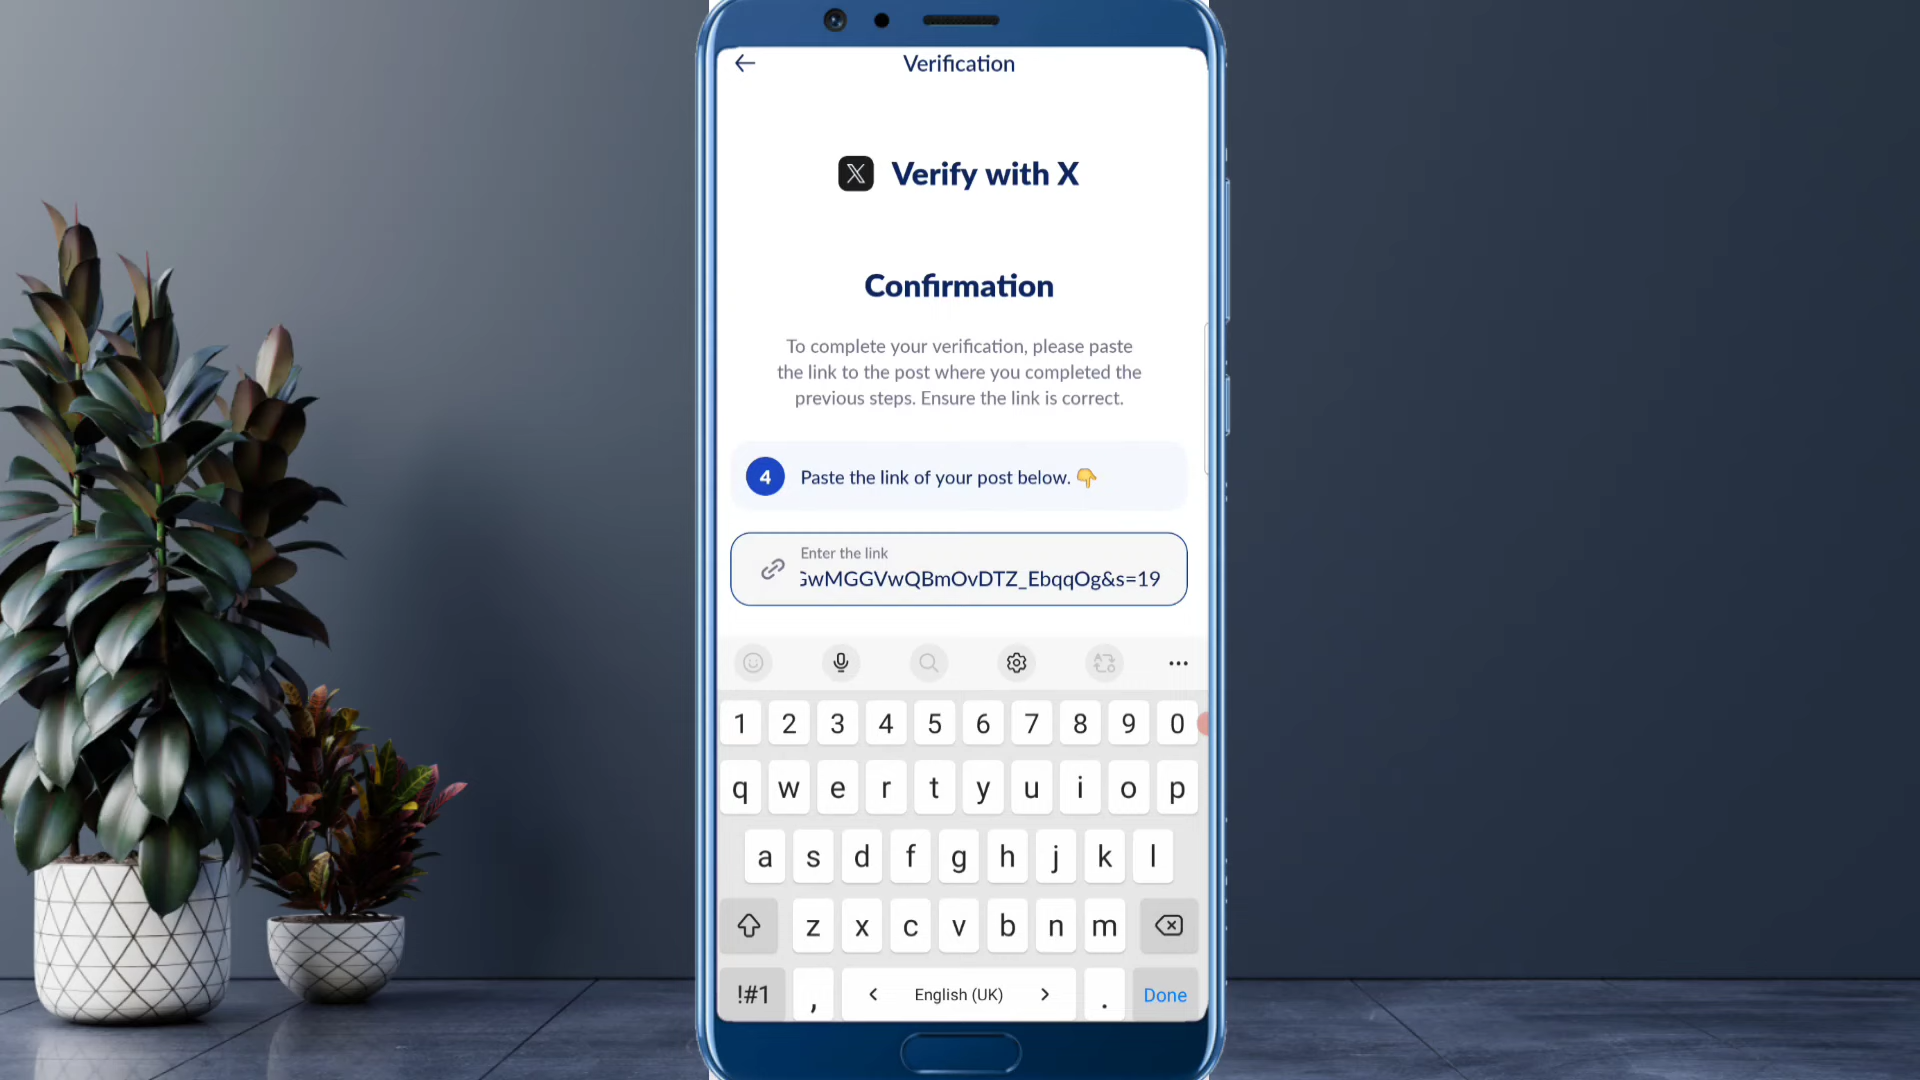 Verification
Verify with X
Confirmation
To complete your verification, please paste
the link to the post where you completed the
previous steps. Ensure the link is correct.
4 Paste the link of your post below. 👇
Enter the link
GwMGGVwQBmOvDTZ_EbqqOg&s=19
1 2 3 4 5 6 7 8 9 0
q w e r t y u i o p
a s d f g h j k l
z x c v b n m
!#1 , < English (UK) > . Done